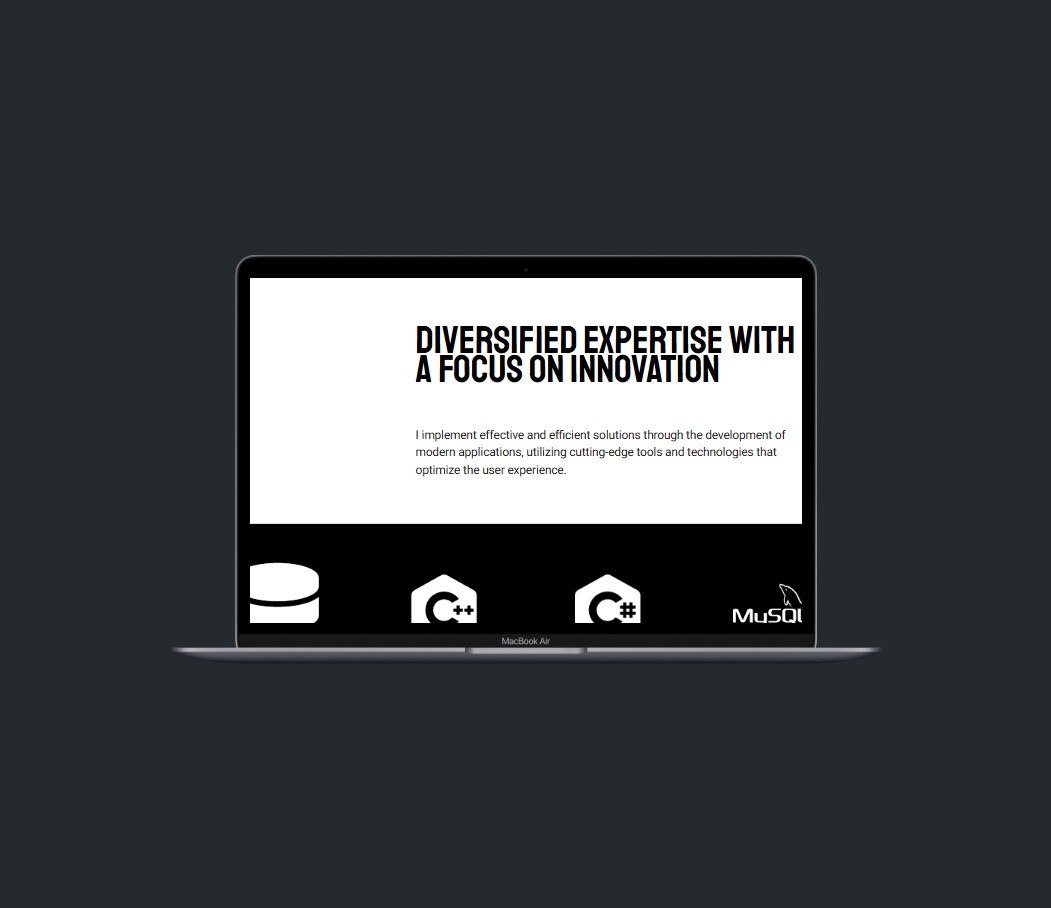 DIVERSIFIED EXPERTISE WITH
A FOCUS ON INNOVATION
I implement effective and efficient solutions through the development of
modern applications, utilizing cutting-edge tools and technologies that
optimize the user experience.
C++
C#
MySQL
MacBook Air